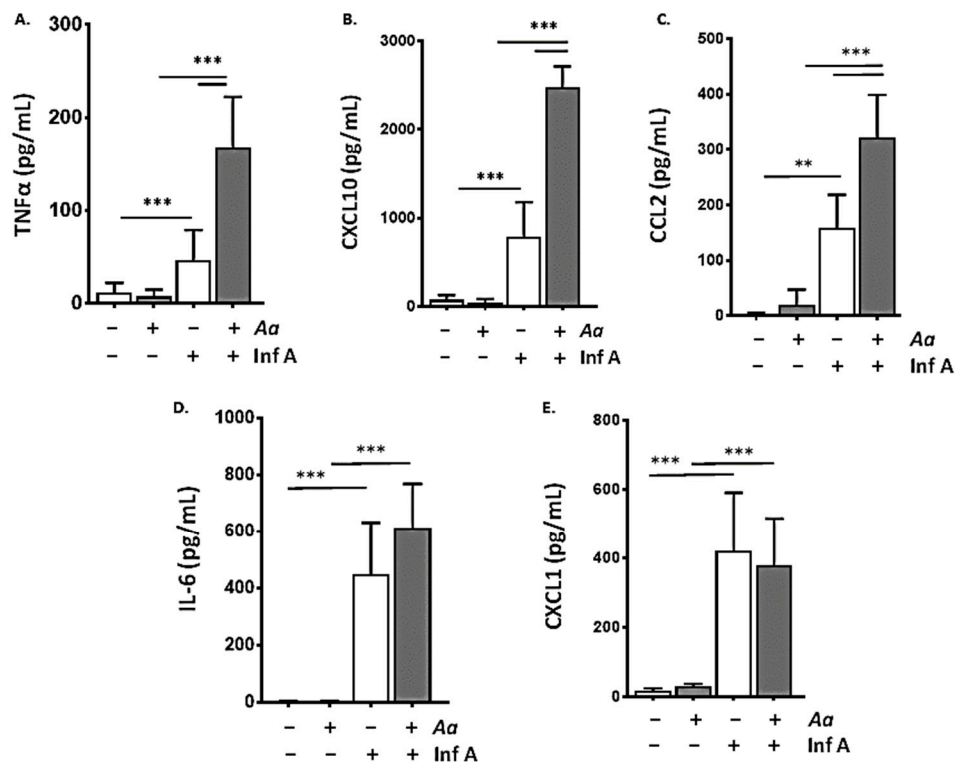 A.
TNFα (pg/mL)
300
200
100
0
***
***
– + – + Aa
– – + + Inf A
B.
CXCL10 (pg/mL)
3000
2000
1000
0
***
***
– + – + Aa
– – + + Inf A
C.
CCL2 (pg/mL)
500
400
300
200
100
0
***
**
– + – + Aa
– – + + Inf A
D.
IL-6 (pg/mL)
1000
800
600
400
200
0
***
***
– + – + Aa
– – + + Inf A
E.
CXCL1 (pg/mL)
800
600
400
200
0
***
***
– + – + Aa
– – + + Inf A